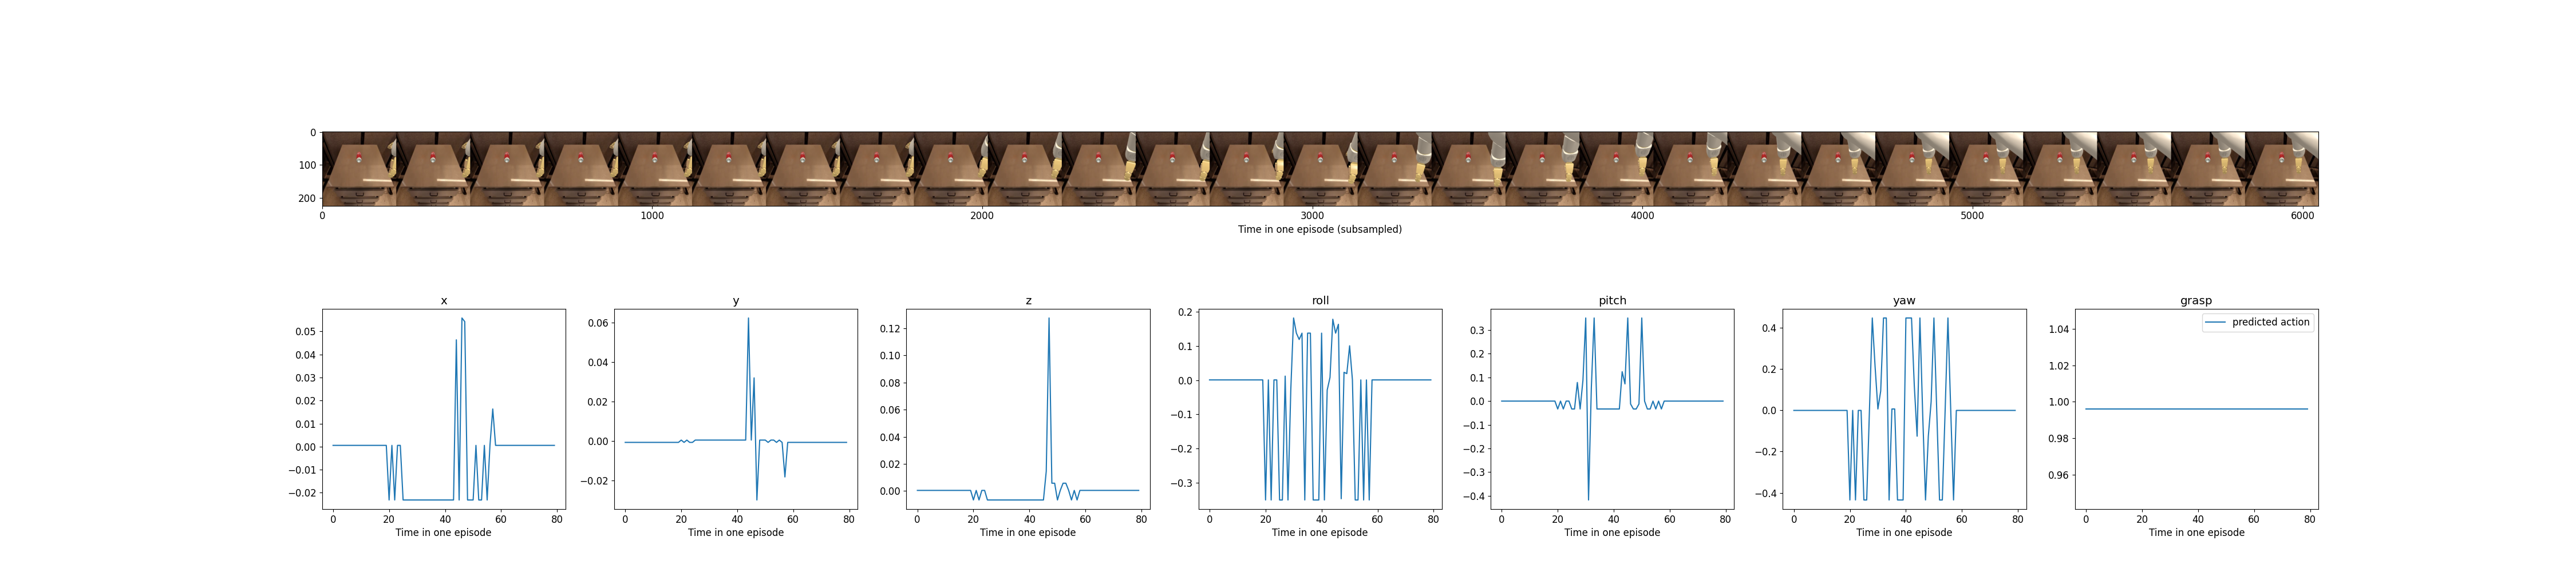 0
100
200
0 1000 2000 3000 4000 5000 6000
Time in one episode (subsampled)
x
0.05
0.04
0.03
0.02
0.01
0.00
−0.01
−0.02
0 20 40 60 80
Time in one episode
y
0.06
0.04
0.02
0.00
−0.02
0 20 40 60 80
Time in one episode
z
0.12
0.10
0.08
0.06
0.04
0.02
0.00
0 20 40 60 80
Time in one episode
roll
0.2
0.1
0.0
−0.1
−0.2
−0.3
0 20 40 60 80
Time in one episode
pitch
0.3
0.2
0.1
0.0
−0.1
−0.2
−0.3
−0.4
0 20 40 60 80
Time in one episode
yaw
0.4
0.2
0.0
−0.2
−0.4
0 20 40 60 80
Time in one episode
grasp
predicted action
1.04
1.02
1.00
0.98
0.96
0 20 40 60 80
Time in one episode